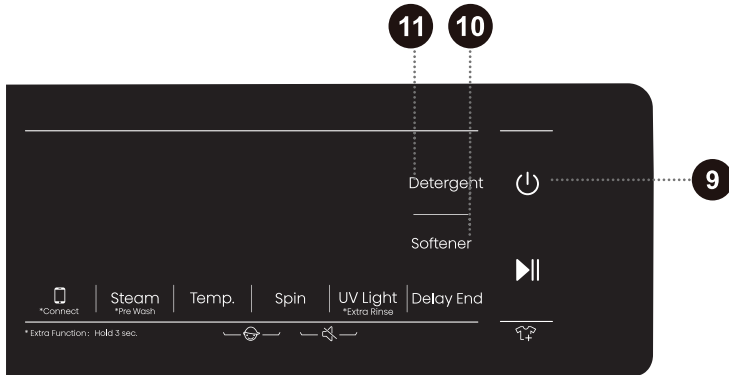 11 10
Detergent
9
Softener
Steam Temp. Spin UV Light Delay End
*Connect *Pre Wash *Extra Rinse
* Extra Function: Hold 3 sec.
L+